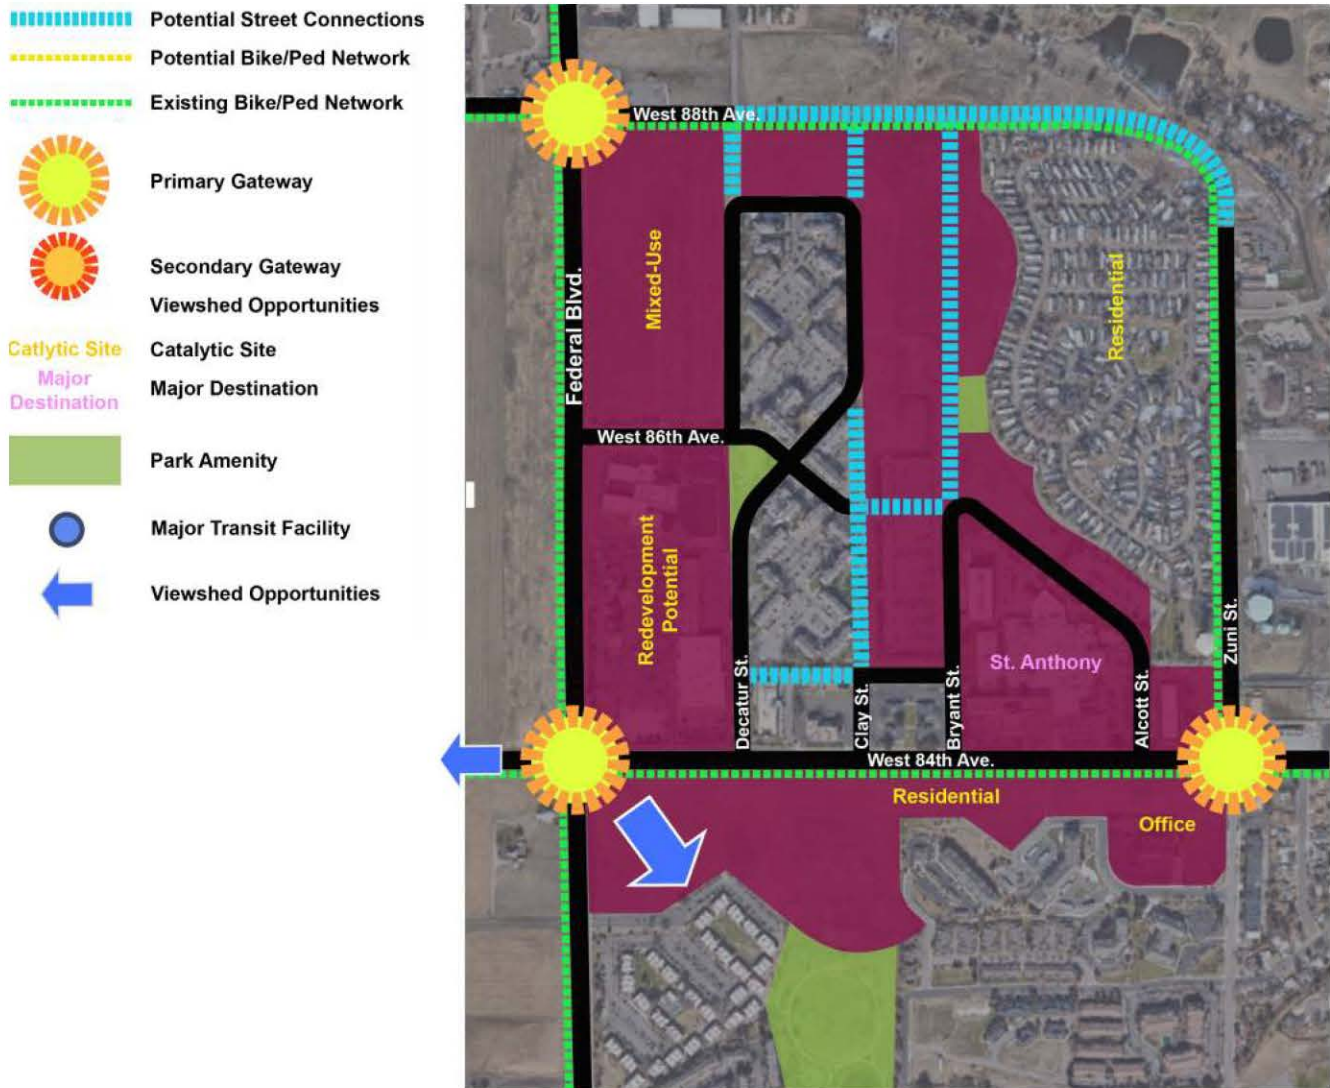 Potential Street Connections
Potential Bike/Ped Network
Existing Bike/Ped Network
Primary Gateway
Secondary Gateway
Viewshed Opportunities
Catlytic Site
Catalytic Site
Major
Destination
Major Destination
Park Amenity
Major Transit Facility
Viewshed Opportunities
West 88th Ave.
Mixed-Use
Federal Blvd.
Residential
West 86th Ave.
Redevelopment
Potential
Decatur St.
Clay St.
Bryant St.
St. Anthony
Alcott St.
Zuni St.
West 84th Ave.
Residential
Office